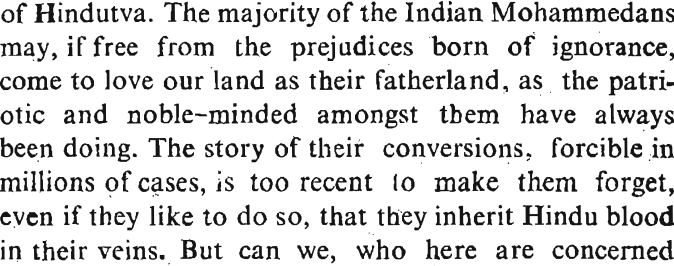 of Hindutva. The majority of the Indian Mohammedans
may, if free from the prejudices born of ignorance,
come to love our land as their fatherland, as the patri-
otic and noble-minded amongst them have always
been doing. The story of their conversions, forcible in
millions of cases, is too recent to make them forget,
even if they like to do so, that they inherit Hindu blood
in their veins. But can we, who here are concerned